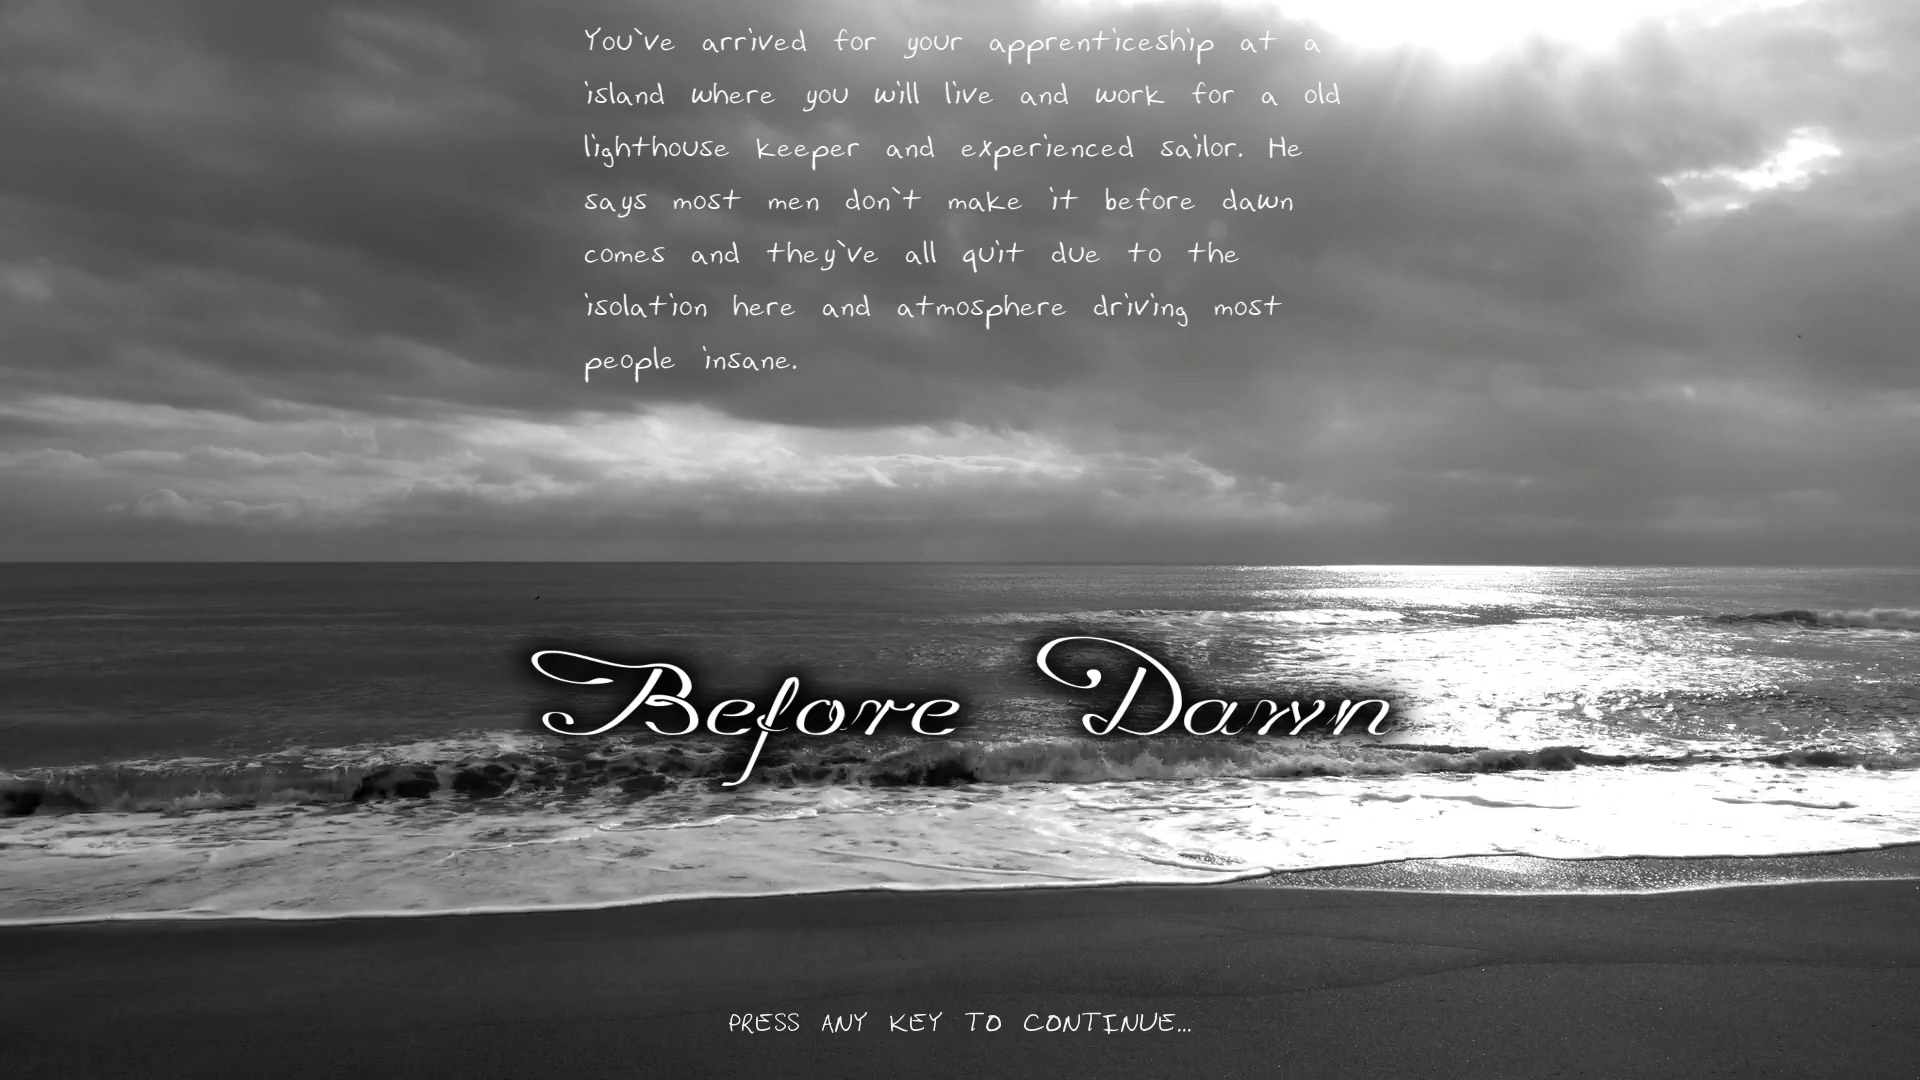 You`ve arrived for your apprenticeship at a
island where you will live and work for a old
lighthouse keeper and experienced sailor. He
says most men don`t make it before dawn
comes and they`ve all quit due to the
isolation here and atmosphere driving most
people insane.
Before Dawn
PRESS ANY KEY TO CONTINUE...